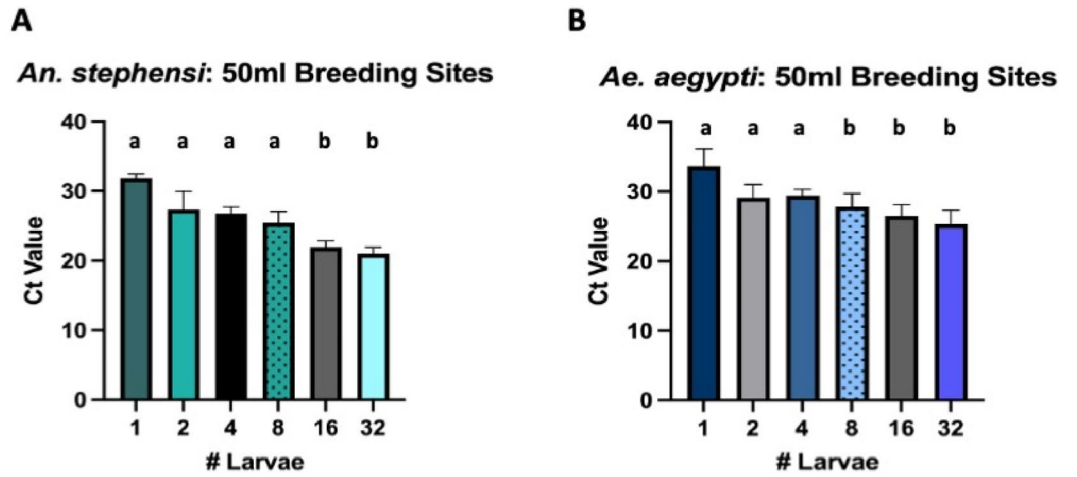 A
An. stephensi: 50ml Breeding Sites
40
30
20
10
0
Ct Value
a a a a b b
1 2 4 8 16 32
# Larvae
B
Ae. aegypti: 50ml Breeding Sites
40
30
20
10
0
Ct Value
a a a b b b
1 2 4 8 16 32
# Larvae